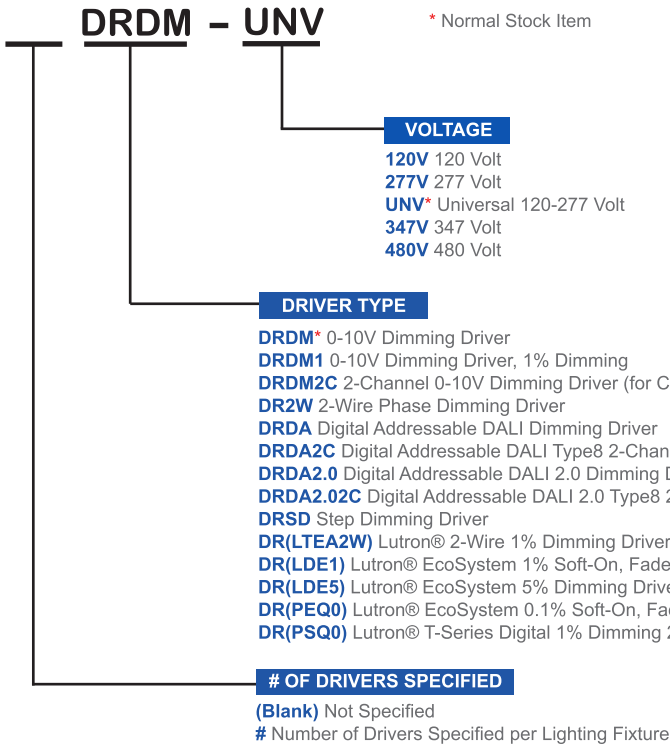 DRDM – UNV
* Normal Stock Item
VOLTAGE
120V 120 Volt
277V 277 Volt
UNV* Universal 120-277 Volt
347V 347 Volt
480V 480 Volt
DRIVER TYPE
DRDM* 0-10V Dimming Driver
DRDM1 0-10V Dimming Driver, 1% Dimming
DRDM2C 2-Channel 0-10V Dimming Driver (for C
DR2W 2-Wire Phase Dimming Driver
DRDA Digital Addressable DALI Dimming Driver
DRDA2C Digital Addressable DALI Type8 2-Chan
DRDA2.0 Digital Addressable DALI 2.0 Dimming
DRDA2.02C Digital Addressable DALI 2.0 Type8 2
DRSD Step Dimming Driver
DR(LTEA2W) Lutron® 2-Wire 1% Dimming Driver
DR(LDE1) Lutron® EcoSystem 1% Soft-On, Fade
DR(LDE5) Lutron® EcoSystem 5% Dimming Drive
DR(PEQ0) Lutron® EcoSystem 0.1% Soft-On, Fa
DR(PSQ0) Lutron® T-Series Digital 1% Dimming 2
# OF DRIVERS SPECIFIED
(Blank) Not Specified
# Number of Drivers Specified per Lighting Fixture